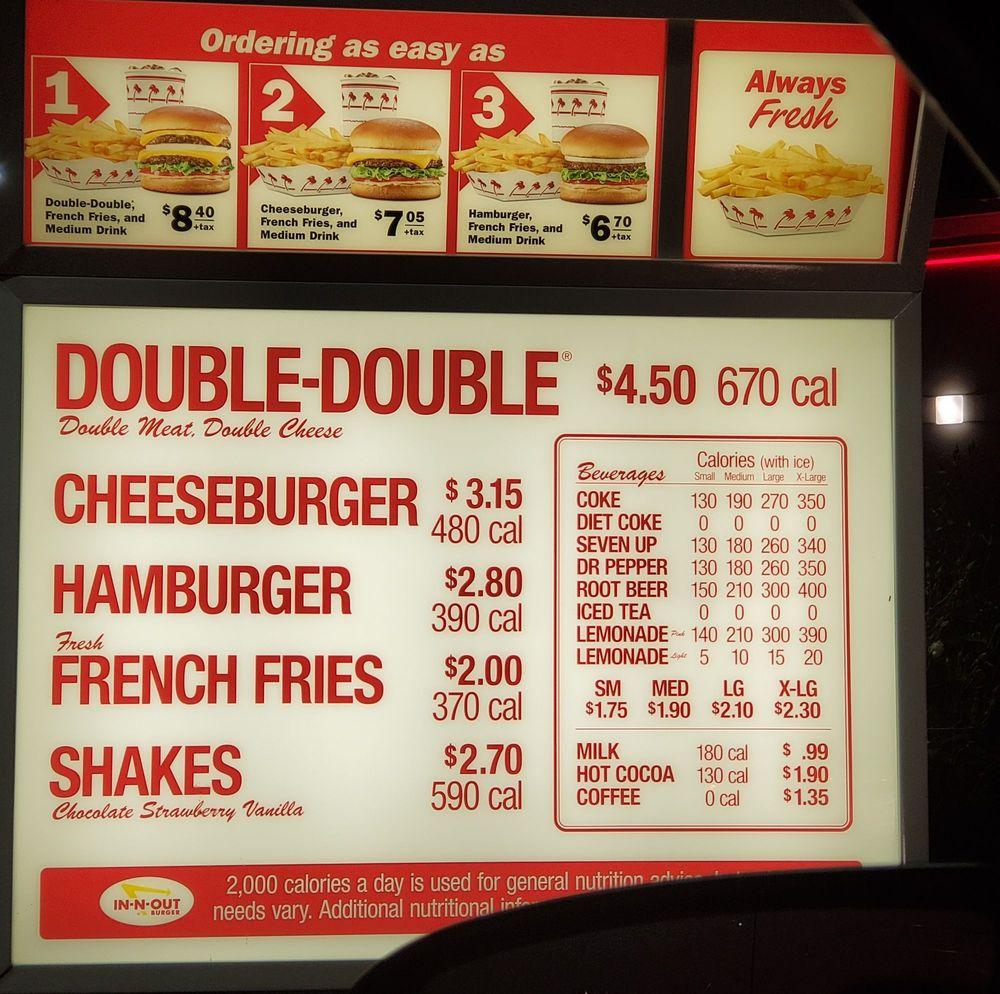 Ordering as easy as
1
Double-Double,
French Fries, and
Medium Drink
$8 40
+tax
2
Cheeseburger,
French Fries, and
Medium Drink
$7 05
+tax
3
Hamburger,
French Fries, and
Medium Drink
$6 70
+tax
Always
Fresh
DOUBLE-DOUBLE® $4.50 670 cal
Double Meat, Double Cheese
CHEESEBURGER $3.15
480 cal
HAMBURGER $2.80
390 cal
Fresh
FRENCH FRIES $2.00
370 cal
SHAKES $2.70
590 cal
Chocolate Strawberry Vanilla
Beverages Calories (with ice)
Small Medium Large X-Large
COKE 130 190 270 350
DIET COKE 0 0 0 0
SEVEN UP 130 180 260 340
DR PEPPER 130 180 260 350
ROOT BEER 150 210 300 400
ICED TEA 0 0 0 0
LEMONADE Pink 140 210 300 390
LEMONADE Light 5 10 15 20
SM MED LG X-LG
$1.75 $1.90 $2.10 $2.30
MILK 180 cal $ .99
HOT COCOA 130 cal $1.90
COFFEE 0 cal $1.35
IN-N-OUT
BURGER
2,000 calories a day is used for general nutrition
needs vary. Additional nutritional